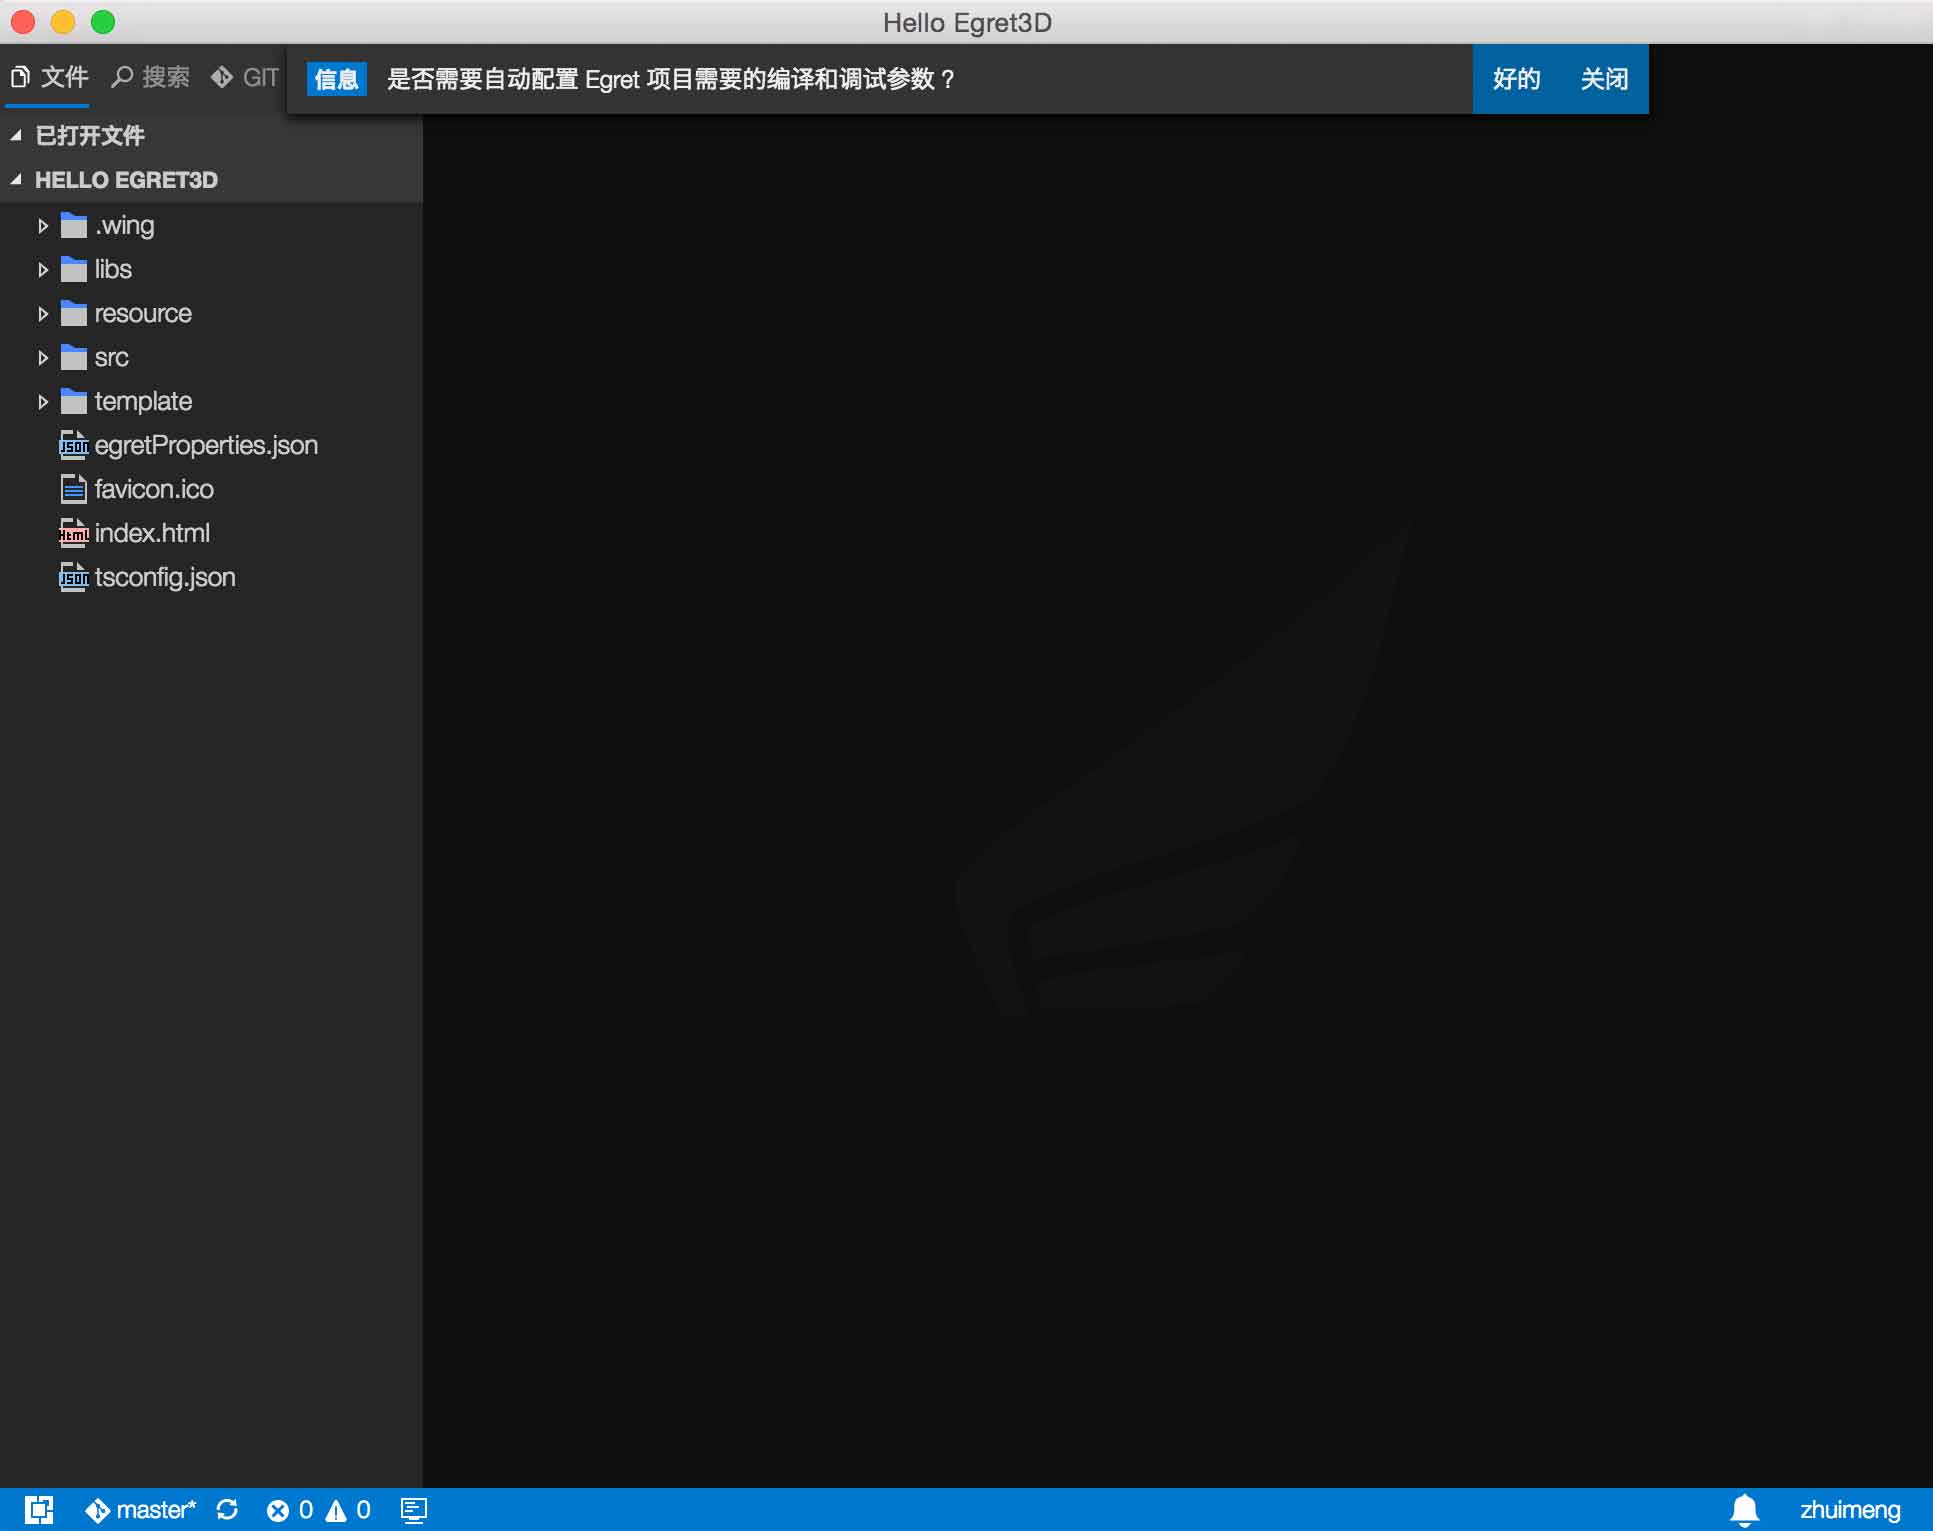 Hello Egret3D
文件 搜索 GIT
信息 是否需要自动配置 Egret 项目需要的编译和调试参数？ 好的 关闭
已打开文件
HELLO EGRET3D
.wing
libs
resource
src
template
egretProperties.json
favicon.ico
index.html
tsconfig.json
master* 0 0 zhuimeng